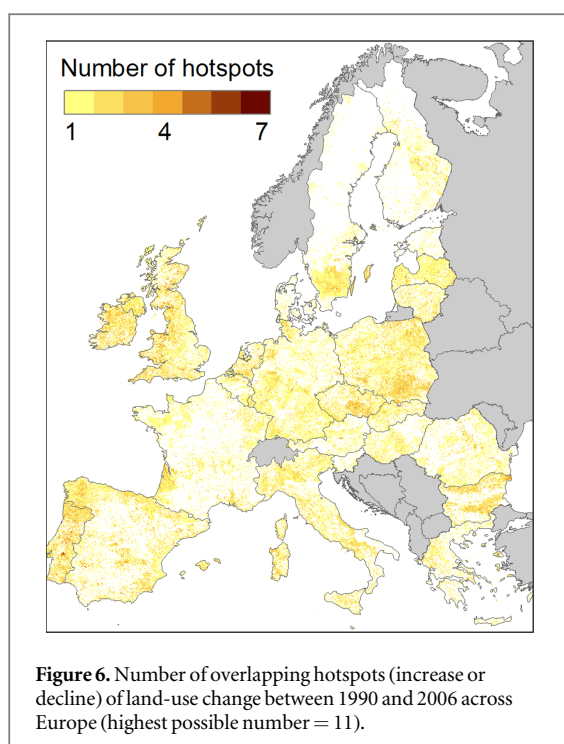 Number of hotspots
1 4 7
Figure 6. Number of overlapping hotspots (increase or
decline) of land-use change between 1990 and 2006 across
Europe (highest possible number = 11).